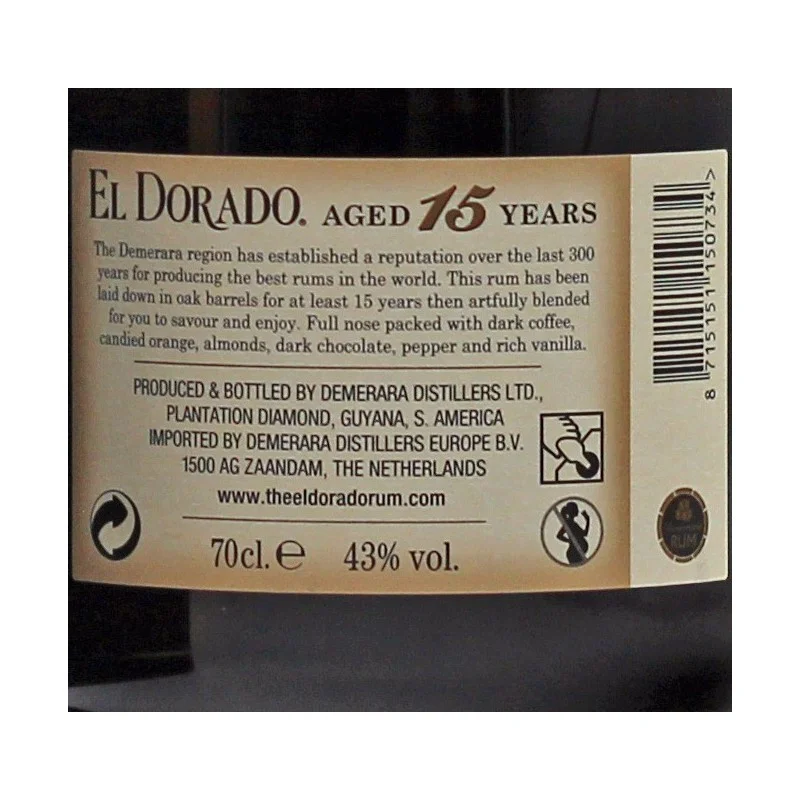 EL DORADO. AGED 15 YEARS
The Demerara region has established a reputation over the last 300
years for producing the best rums in the world. This rum has been
laid down in oak barrels for at least 15 years then artfully blended
for you to savour and enjoy. Full nose packed with dark coffee,
candied orange, almonds, dark chocolate, pepper and rich vanilla.
PRODUCED & BOTTLED BY DEMERARA DISTILLERS LTD.,
PLANTATION DIAMOND, GUYANA, S. AMERICA
IMPORTED BY DEMERARA DISTILLERS EUROPE B.V.
1500 AG ZAANDAM, THE NETHERLANDS
www.theeldoradorum.com
70cl. ℮ 43% vol.
8 715151 150734 >
RUM